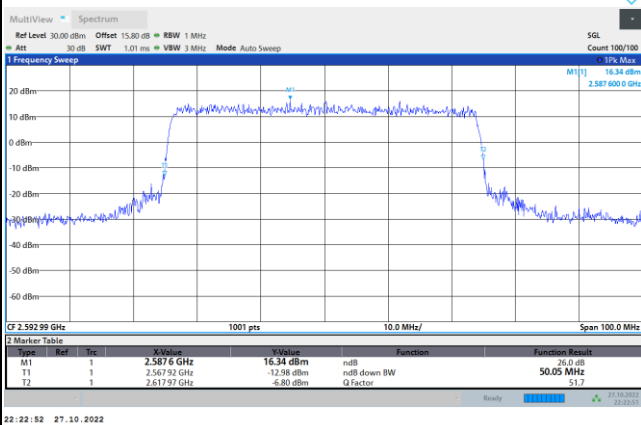 MultiView Spectrum
Ref Level 30.00 dBm Offset 15.80 dB RBW 1 MHz SGL
Att 30 dB SWT 1.01 ms VBW 3 MHz Mode Auto Sweep Count 100/100
1 Frequency Sweep 1Pk Max
M1[1] 16.34 dBm
2.587 600 0 GHz
M1
20 dBm
10 dBm
0 dBm
T2
-10 dBm
T1
-20 dBm
-30 dBm
-40 dBm
-50 dBm
-60 dBm
CF 2.592 99 GHz 1001 pts 10.0 MHz/ Span 100.0 MHz
2 Marker Table
Type Ref Trc X-Value Y-Value Function Function Result
M1 1 2.587 6 GHz 16.34 dBm ndB 26.0 dB
T1 1 2.567 92 GHz -12.98 dBm ndB down BW 50.05 MHz
T2 1 2.617 97 GHz -6.80 dBm Q Factor 51.7
Ready 27.10.2022
22:22:51
22:22:52 27.10.2022